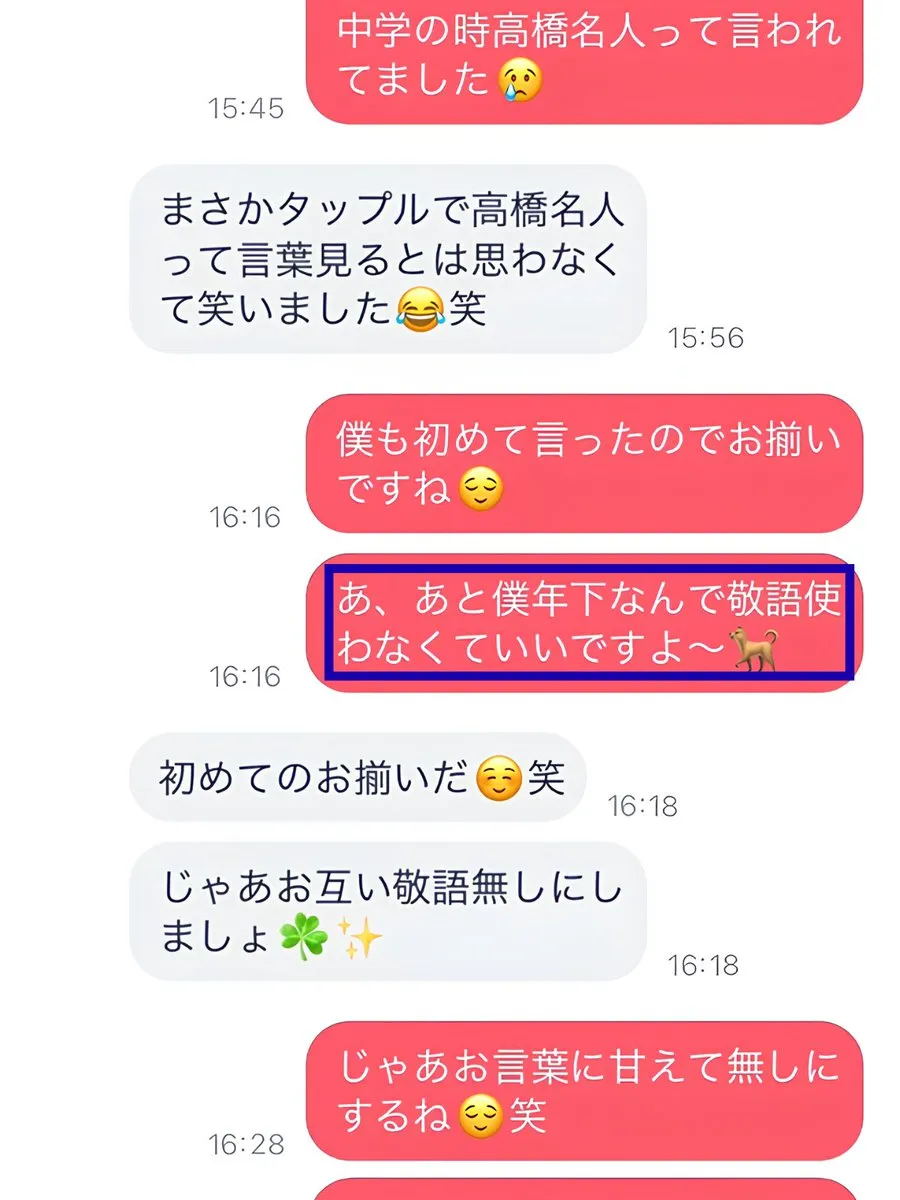 中学の時高橋名人って言われ
てました😢
15:45
まさかタップルで高橋名人
って言葉見るとは思わなく
て笑いました😂笑
15:56
僕も初めて言ったのでお揃い
ですね😌
16:16
あ、あと僕年下なんで敬語使
わなくていいですよ〜🐕
16:16
初めてのお揃いだ☺️笑
16:18
じゃあお互い敬語無しにし
ましょ☘️✨
16:18
じゃあお言葉に甘えて無しに
するね😌笑
16:28